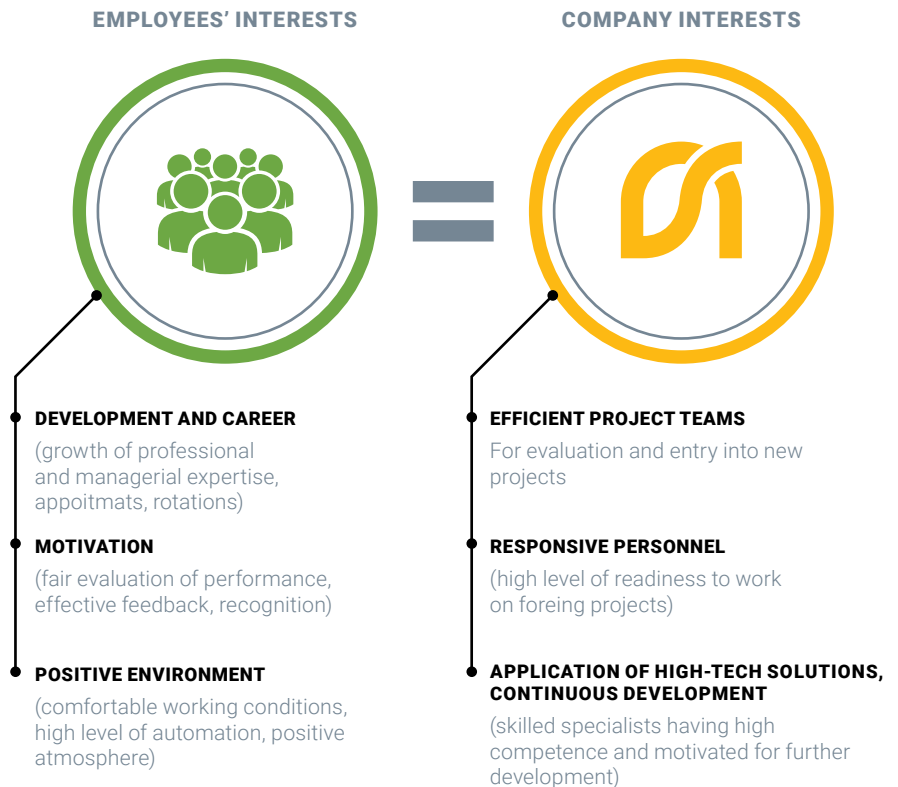 EMPLOYEES’ INTERESTS
DEVELOPMENT AND CAREER
(growth of professional
and managerial expertise,
appoitmats, rotations)
MOTIVATION
(fair evaluation of performance,
effective feedback, recognition)
POSITIVE ENVIRONMENT
(comfortable working conditions,
high level of automation, positive
atmosphere)
COMPANY INTERESTS
EFFICIENT PROJECT TEAMS
For evaluation and entry into new
projects
RESPONSIVE PERSONNEL
(high level of readiness to work
on foreing projects)
APPLICATION OF HIGH-TECH SOLUTIONS,
CONTINUOUS DEVELOPMENT
(skilled specialists having high
competence and motivated for further
development)